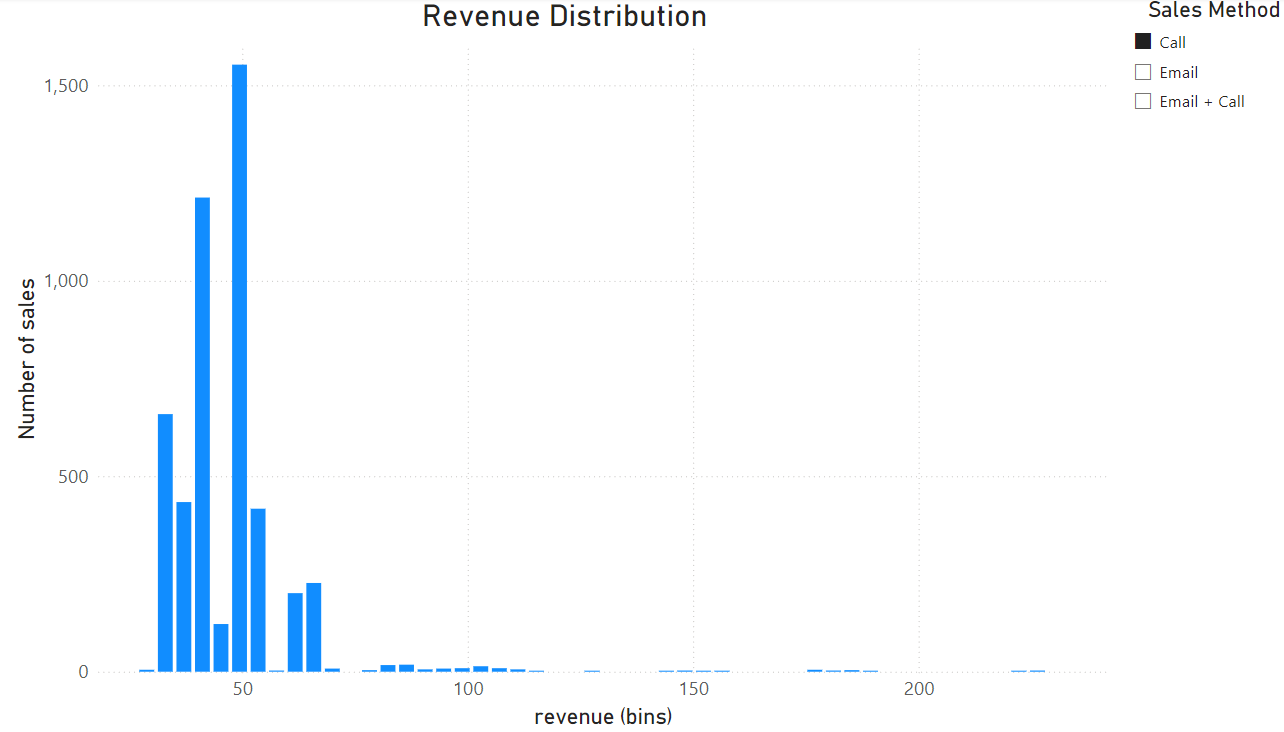 Revenue Distribution
Sales Method
Call
Email
Email + Call
Number of sales
1,500
1,000
500
0
50
100
150
200
revenue (bins)